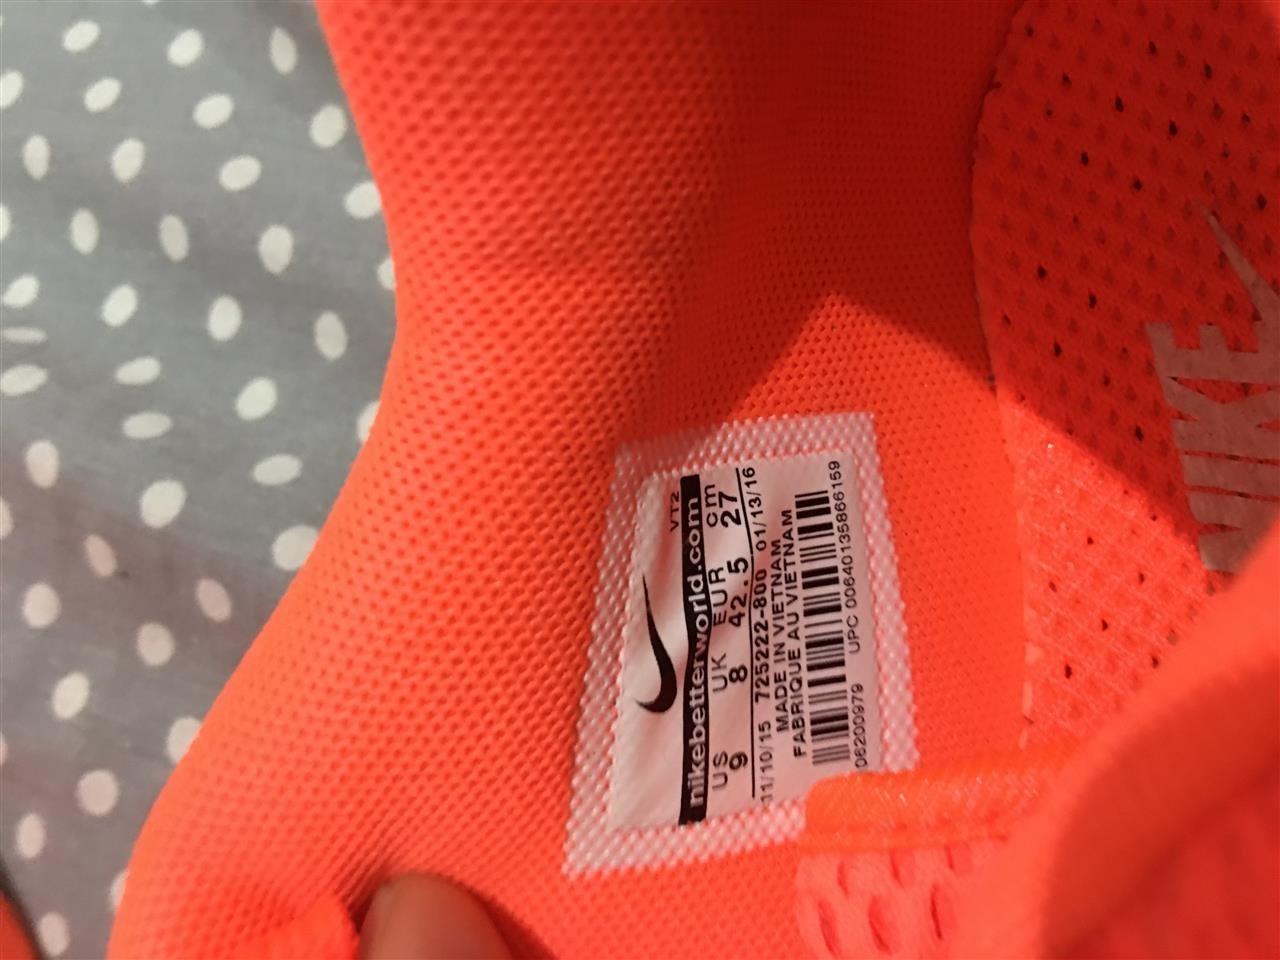 VT2
nikebetterworld.com
US UK EUR cm
9 8 42.5 27
11/10/15 725222-800 01/13/16
MADE IN VIETNAM
FABRIQUE AU VIETNAM
06200979 UPC 00640135866159
NIKE